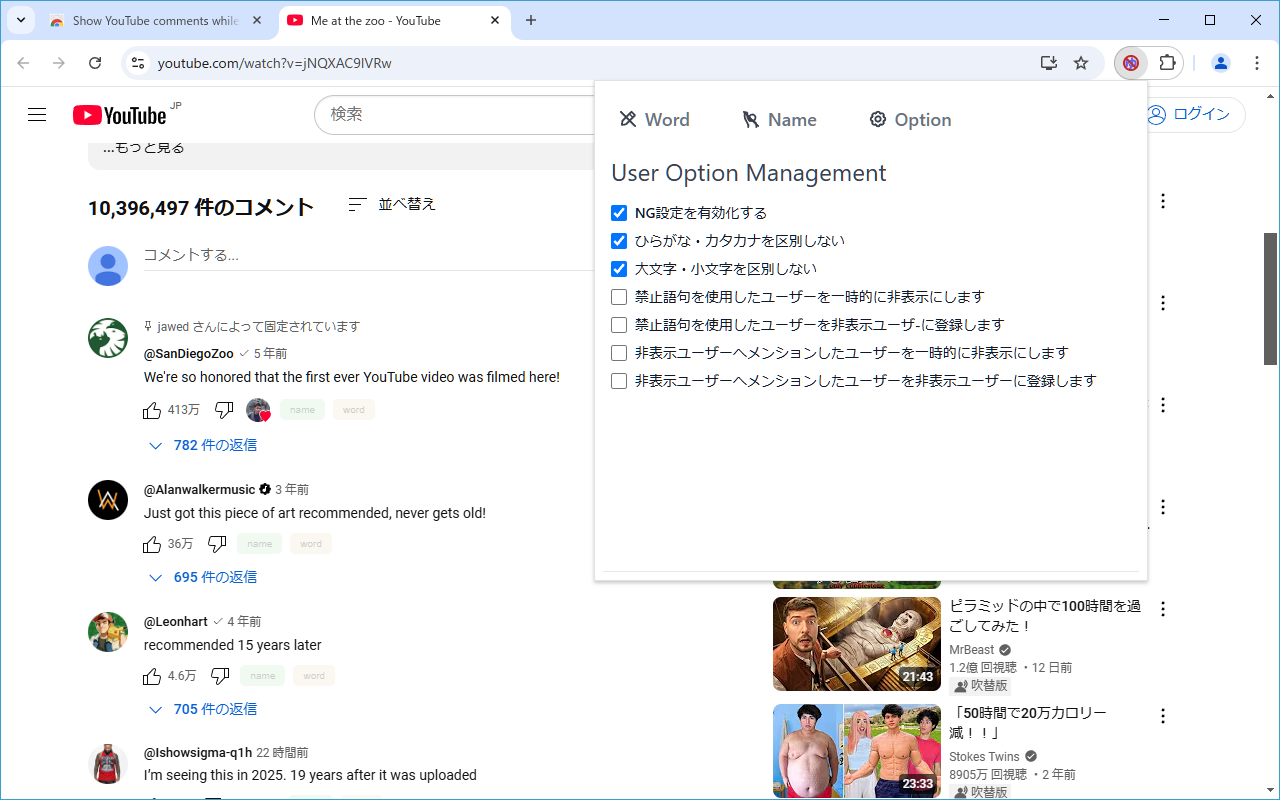 Show YouTube comments while
Me at the zoo - YouTube
youtube.com/watch?v=jNQXAC9IVRw
YouTube JP
検索
ログイン
Word
Name
Option
User Option Management
NG設定を有効化する
ひらがな・カタカナを区別しない
大文字・小文字を区別しない
禁止語句を使用したユーザーを一時的に非表示にします
禁止語句を使用したユーザーを非表示ユーザ-に登録します
非表示ユーザーへメンションしたユーザーを一時的に非表示にします
非表示ユーザーへメンションしたユーザーを非表示ユーザーに登録します
...もっと見る
10,396,497 件のコメント
並べ替え
コメントする...
jawed さんによって固定されています
@SanDiegoZoo 5 年前
We're so honored that the first ever YouTube video was filmed here!
413万
name
word
782 件の返信
@Alanwalkermusic 3 年前
Just got this piece of art recommended, never gets old!
36万
name
word
695 件の返信
@Leonhart 4 年前
recommended 15 years later
4.6万
name
word
705 件の返信
@Ishowsigma-q1h 22 時間前
I'm seeing this in 2025. 19 years after it was uploaded
21:43
ピラミッドの中で100時間を過
ごしてみた！
MrBeast
1.2億 回視聴 ・12 日前
吹替版
23:33
「50時間で20万カロリー
減！！」
Stokes Twins
8905万 回視聴 ・2 年前
吹替版